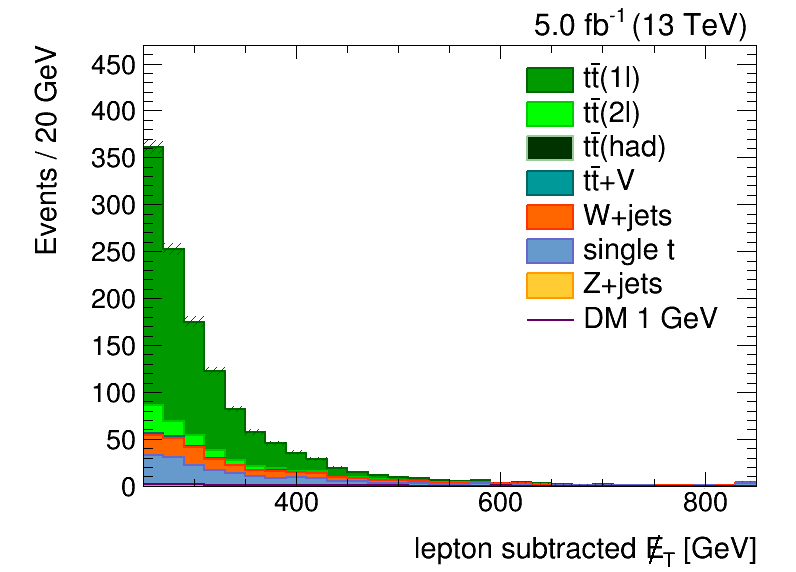 5.0 fb⁻¹ (13 TeV)
Events / 20 GeV
450
400
350
300
250
200
150
100
50
0
tt̄(1l)
tt̄(2l)
tt̄(had)
tt̄+V
W+jets
single t
Z+jets
DM 1 GeV
400 600 800
lepton subtracted E̸_T [GeV]